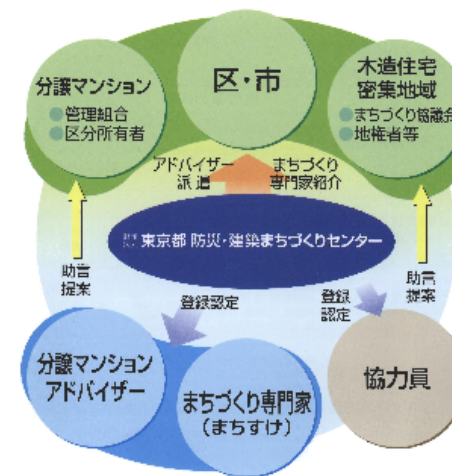 区・市
分譲マンション
管理組合
区分所有者
木造住宅
密集地域
まちづくり協議会
地権者等
アドバイザー
派遣
まちづくり
専門家紹介
東京都 防災・建築まちづくりセンター
助言
提案
登録認定
登録
認定
助言
提案
分譲マンション
アドバイザー
まちづくり専門家
(まちすけ)
協力員